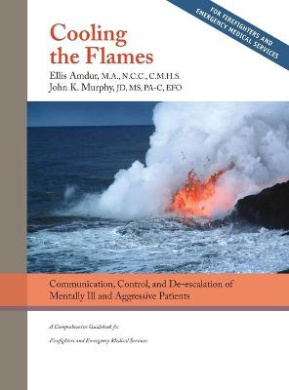 FOR FIREFIGHTERS AND
EMERGENCY MEDICAL SERVICES
Cooling
the Flames
Ellis Amdur, M.A., N.C.C., C.M.H.S.
John K. Murphy, JD, MS, PA-C, EFO
Communication, Control, and De-escalation of
Mentally Ill and Aggressive Patients
A Comprehensive Guidebook for
Firefighters and Emergency Medical Services